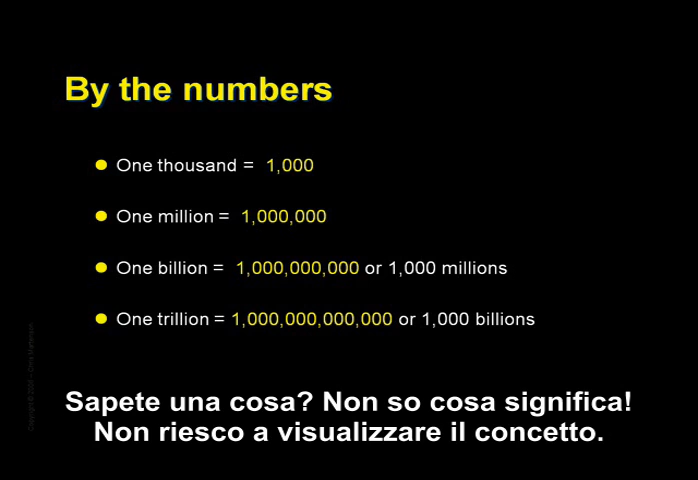 By the numbers
One thousand = 1,000
One million = 1,000,000
One billion = 1,000,000,000 or 1,000 millions
One trillion = 1,000,000,000,000 or 1,000 billions
Sapete una cosa? Non so cosa significa!
Non riesco a visualizzare il concetto.